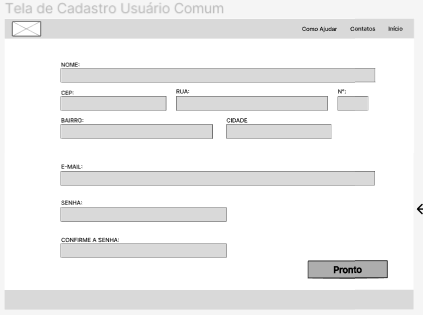 Tela de Cadastro Usuário Comum
Como Ajudar Contatos Início
NOME:
CEP: RUA: N°:
BAIRRO: CIDADE
E-MAIL:
SENHA:
CONFIRME A SENHA:
Pronto